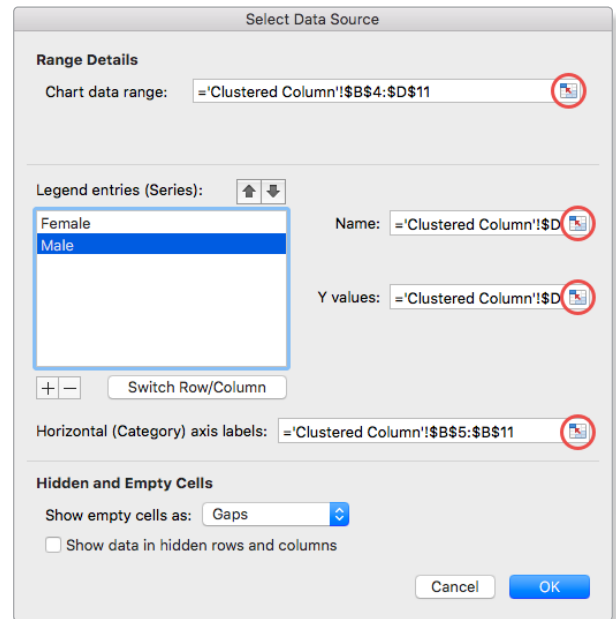 Select Data Source
Range Details
Chart data range: ='Clustered Column'!$B$4:$D$11
Legend entries (Series):
Female
Male
Name: ='Clustered Column'!$D
Y values: ='Clustered Column'!$D
+ − Switch Row/Column
Horizontal (Category) axis labels: ='Clustered Column'!$B$5:$B$11
Hidden and Empty Cells
Show empty cells as: Gaps
Show data in hidden rows and columns
Cancel OK